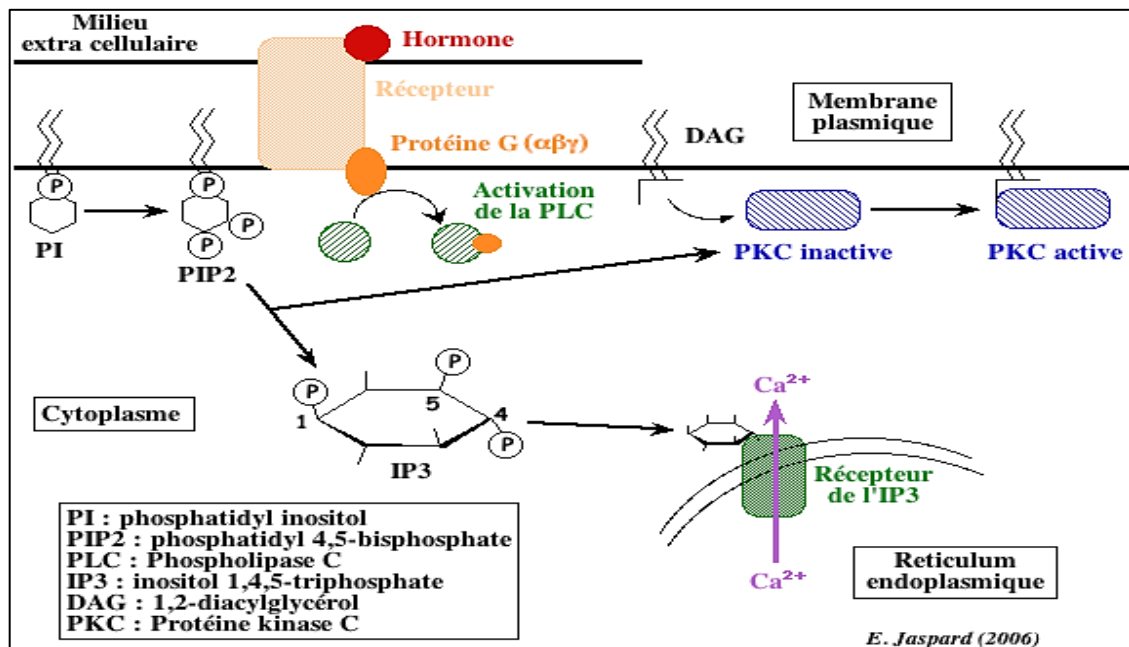 Milieu
extra cellulaire
Hormone
Récepteur
Membrane
plasmique
DAG
Protéine G (αβγ)
Activation
de la PLC
P
P
P
P
PI
PIP2
PKC inactive
PKC active
P
P
P
1
5
4
IP3
Cytoplasme
Ca2+
Récepteur
de l'IP3
Ca2+
Reticulum
endoplasmique
PI : phosphatidyl inositol
PIP2 : phosphatidyl 4,5-bisphosphate
PLC : Phospholipase C
IP3 : inositol 1,4,5-triphosphate
DAG : 1,2-diacylglycérol
PKC : Protéine kinase C
E. Jaspard (2006)